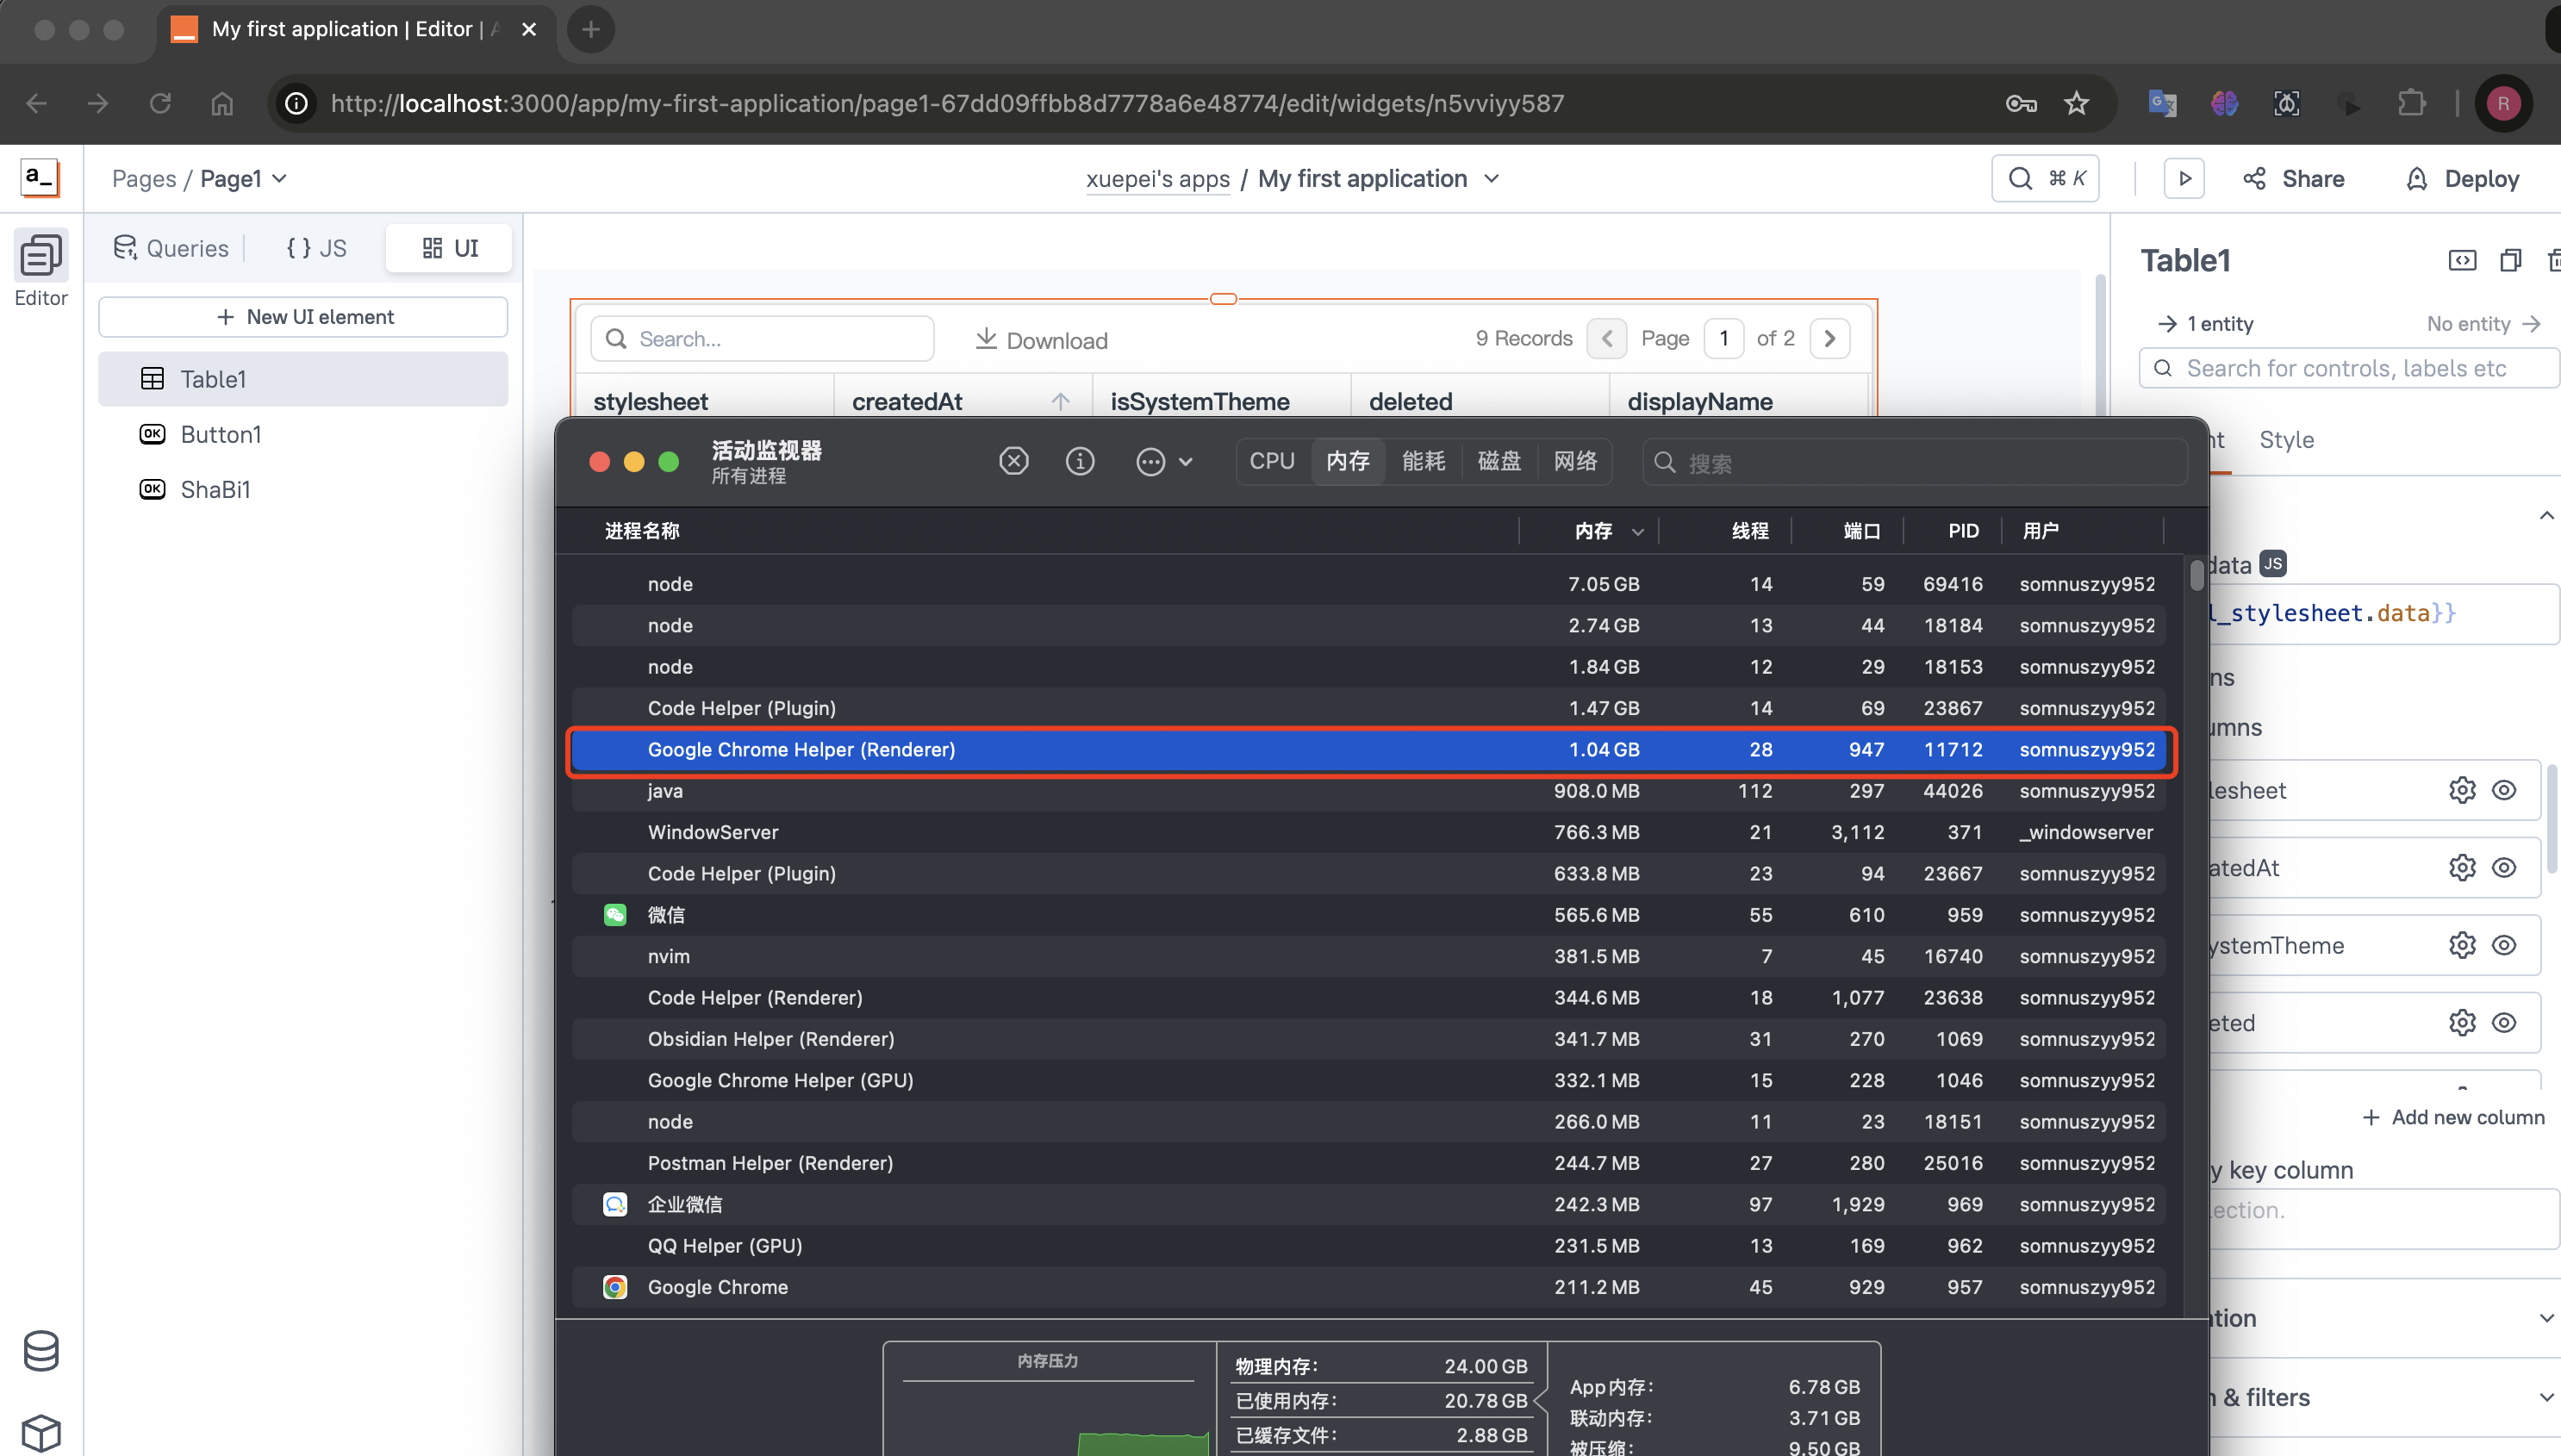 My first application | Editor | A
http://localhost:3000/app/my-first-application/page1-67dd09ffbb8d7778a6e48774/edit/widgets/n5vviyy587
R
a_
Pages / Page1
xuepei's apps / My first application
⌘ K
Share
Deploy
Editor
Queries
{ } JS
UI
+ New UI element
Table1
OK Button1
OK ShaBi1
Search...
Download
9 Records
Page 1 of 2
stylesheet
createdAt
isSystemTheme
deleted
displayName
Table1
1 entity
No entity
Search for controls, labels etc
nt
Style
data JS
l_stylesheet.data}}
ns
umns
lesheet
atedAt
ystemTheme
eted
+ Add new column
y key column
lection.
ation
& filters
活动监视器
所有进程
CPU 内存 能耗 磁盘 网络
搜索
进程名称 内存 线程 端口 PID 用户
node 7.05 GB 14 59 69416 somnuszyy952
node 2.74 GB 13 44 18184 somnuszyy952
node 1.84 GB 12 29 18153 somnuszyy952
Code Helper (Plugin) 1.47 GB 14 69 23867 somnuszyy952
Google Chrome Helper (Renderer) 1.04 GB 28 947 11712 somnuszyy952
java 908.0 MB 112 297 44026 somnuszyy952
WindowServer 766.3 MB 21 3,112 371 _windowserver
Code Helper (Plugin) 633.8 MB 23 94 23667 somnuszyy952
微信 565.6 MB 55 610 959 somnuszyy952
nvim 381.5 MB 7 45 16740 somnuszyy952
Code Helper (Renderer) 344.6 MB 18 1,077 23638 somnuszyy952
Obsidian Helper (Renderer) 341.7 MB 31 270 1069 somnuszyy952
Google Chrome Helper (GPU) 332.1 MB 15 228 1046 somnuszyy952
node 266.0 MB 11 23 18151 somnuszyy952
Postman Helper (Renderer) 244.7 MB 27 280 25016 somnuszyy952
企业微信 242.3 MB 97 1,929 969 somnuszyy952
QQ Helper (GPU) 231.5 MB 13 169 962 somnuszyy952
Google Chrome 211.2 MB 45 929 957 somnuszyy952
内存压力
物理内存： 24.00 GB
已使用内存： 20.78 GB
已缓存文件： 2.88 GB
App内存： 6.78 GB
联动内存： 3.71 GB
被压缩： 9.50 GB